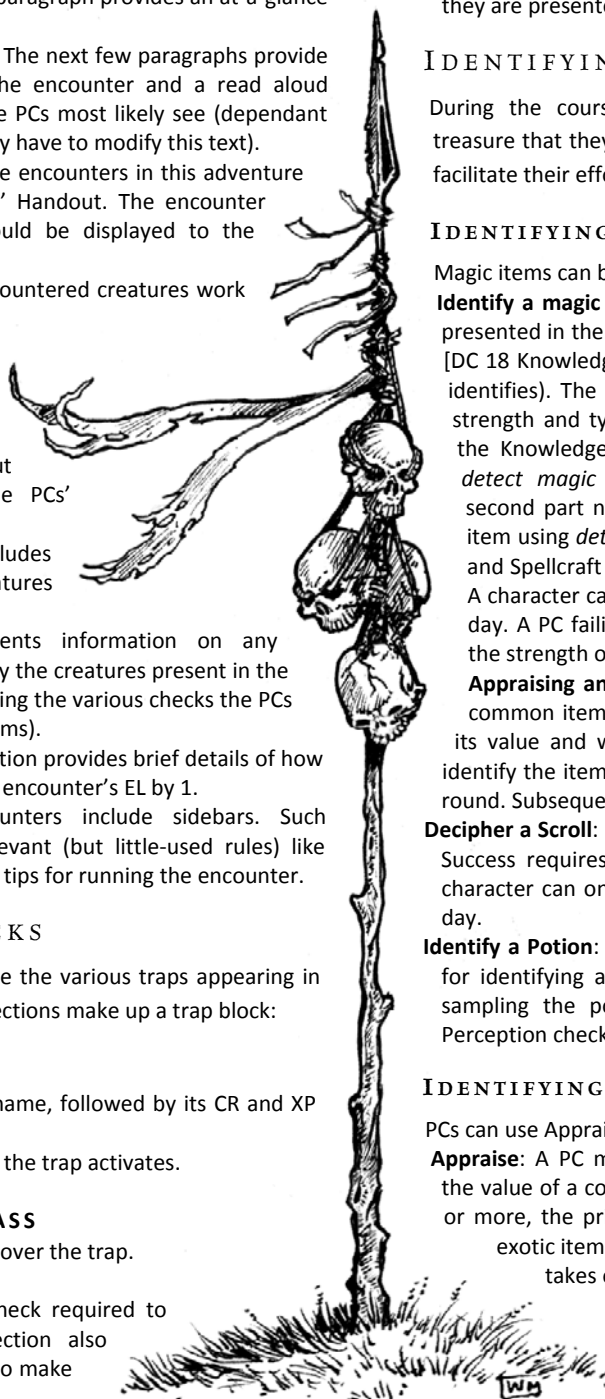 paragraph provides an at-a-glance
The next few paragraphs provide
he encounter and a read aloud
e PCs most likely see (dependant
y have to modify this text).
e encounters in this adventure
’ Handout. The encounter
uld be displayed to the
countered creatures work
ut
e PCs’
ludes
atures
ents information on any
y the creatures present in the
ing the various checks the PCs
ms).
tion provides brief details of how
encounter’s EL by 1.
unters include sidebars. Such
evant (but little-used rules) like
tips for running the encounter.
CKS
e the various traps appearing in
ections make up a trap block:
name, followed by its CR and XP
the trap activates.
ASS
over the trap.
heck required to
ection also
o make
they are presente
IDENTIFYIN
During the cours
treasure that they
facilitate their effo
IDENTIFYING
Magic items can b
Identify a magic
presented in the
[DC 18 Knowledg
identifies). The
strength and ty
the Knowledge
detect magic
second part n
item using det
and Spellcraft
A character ca
day. A PC faili
the strength o
Appraising an
common item
its value and w
identify the item
round. Subseque
Decipher a Scroll:
Success requires
character can on
day.
Identify a Potion:
for identifying a
sampling the po
Perception check
IDENTIFYING
PCs can use Apprai
Appraise: A PC m
the value of a co
or more, the pr
exotic item
takes o
WM